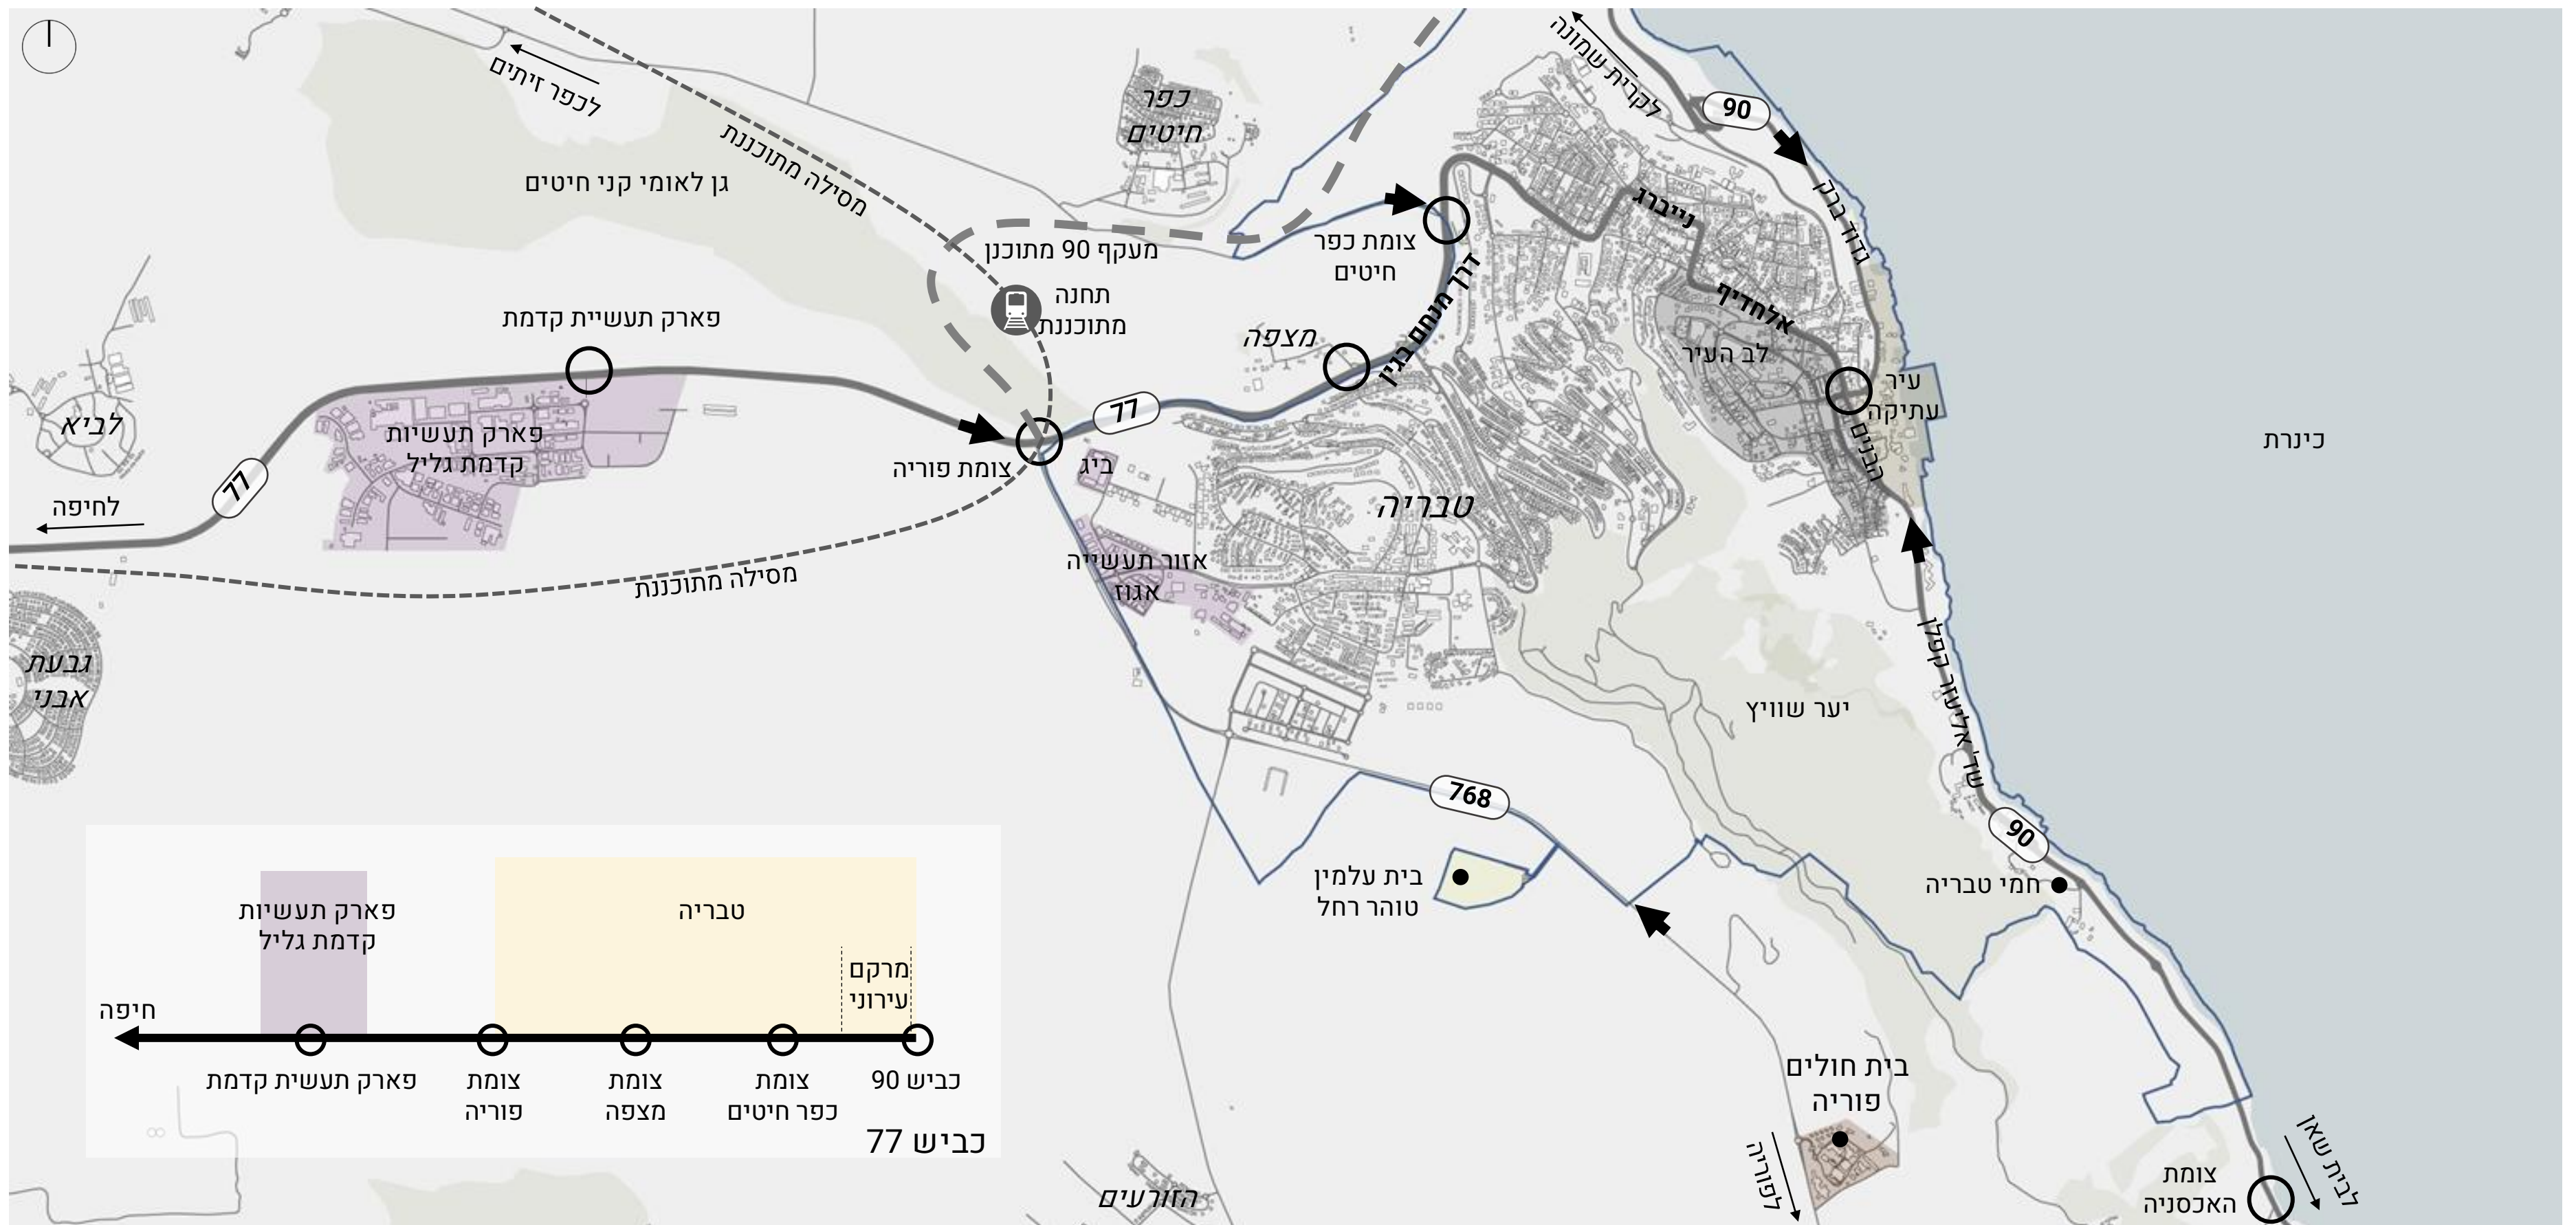 לקרית שמונה
90
לכפר זיתים
כפר
חיטים
מסילה מתוכננת
גן לאומי קני חיטים
גדוד ברק
נייברג
צומת כפר
חיטים
מעקף 90 מתוכנן
דרך מנחם בגין
תחנה
מתוכננת
אלחדיף
פארק תעשיית קדמת
מצפה
לב העיר
עיר
עתיקה
77
לביא
פארק תעשיות
קדמת גליל
כינרת
הבנים
צומת פוריה
ביג
77
טבריה
לחיפה
אזור תעשייה
אגוז
מסילה מתוכננת
גבעת
אבני
שד' אליעזר קפלן
יער שוויץ
768
90
בית עלמין
טוהר רחל
חמי טבריה
פארק תעשיות
קדמת גליל
טבריה
מרקם
עירוני
חיפה
פארק תעשית קדמת
צומת
פוריה
צומת
מצפה
צומת
כפר חיטים
כביש 90
כביש 77
בית חולים
פוריה
לפוריה
הזורעים
צומת
האכסניה
לבית שאן